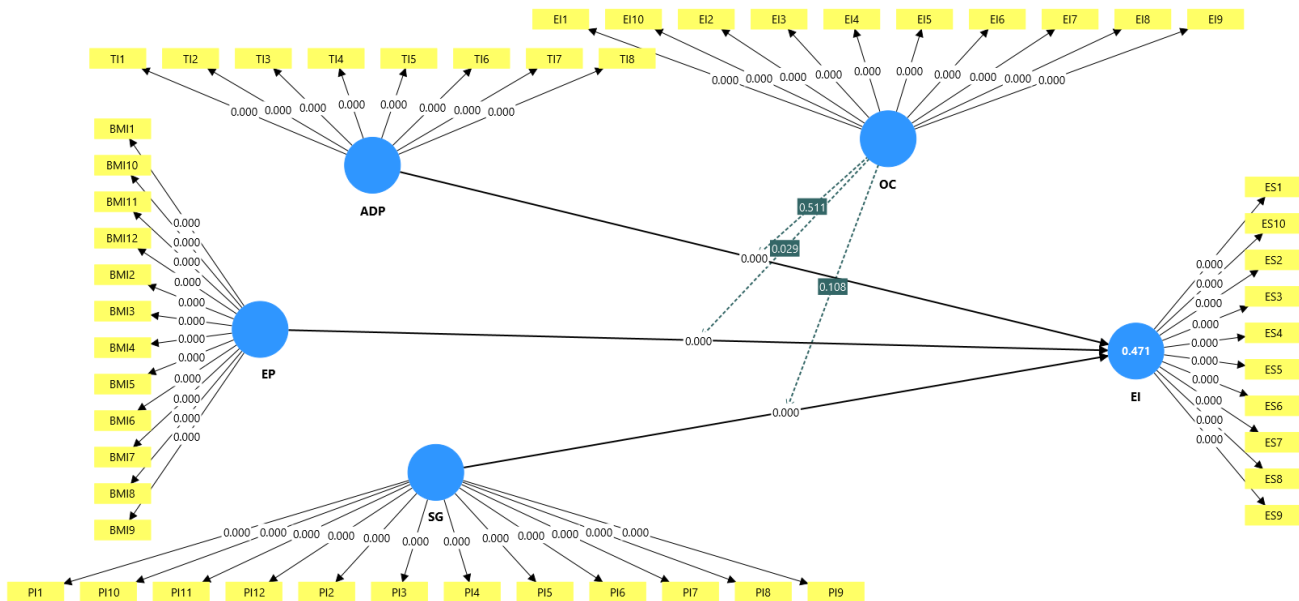 EI1 EI10 EI2 EI3 EI4 EI5 EI6 EI7 EI8 EI9
0.000 0.000 0.000 0.000 0.000 0.000 0.000 0.000 0.000 0.000
OC
TI1 TI2 TI3 TI4 TI5 TI6 TI7 TI8
0.000 0.000 0.000 0.000 0.000 0.000 0.000 0.000
ADP
BMI1
BMI10
BMI11
BMI12
BMI2
BMI3
BMI4
BMI5
BMI6
BMI7
BMI8
BMI9
0.000
0.000
0.000
0.000
0.000
0.000
0.000
0.000
0.000
0.000
0.000
0.000
EP
0.511
0.029
0.108
0.000
0.000
0.000
0.471
EI
0.000
0.000
0.000
0.000
0.000
0.000
0.000
0.000
0.000
0.000
ES1
ES10
ES2
ES3
ES4
ES5
ES6
ES7
ES8
ES9
SG
0.000 0.000 0.000 0.000 0.000 0.000 0.000 0.000 0.000 0.000 0.000 0.000
PI1 PI10 PI11 PI12 PI2 PI3 PI4 PI5 PI6 PI7 PI8 PI9